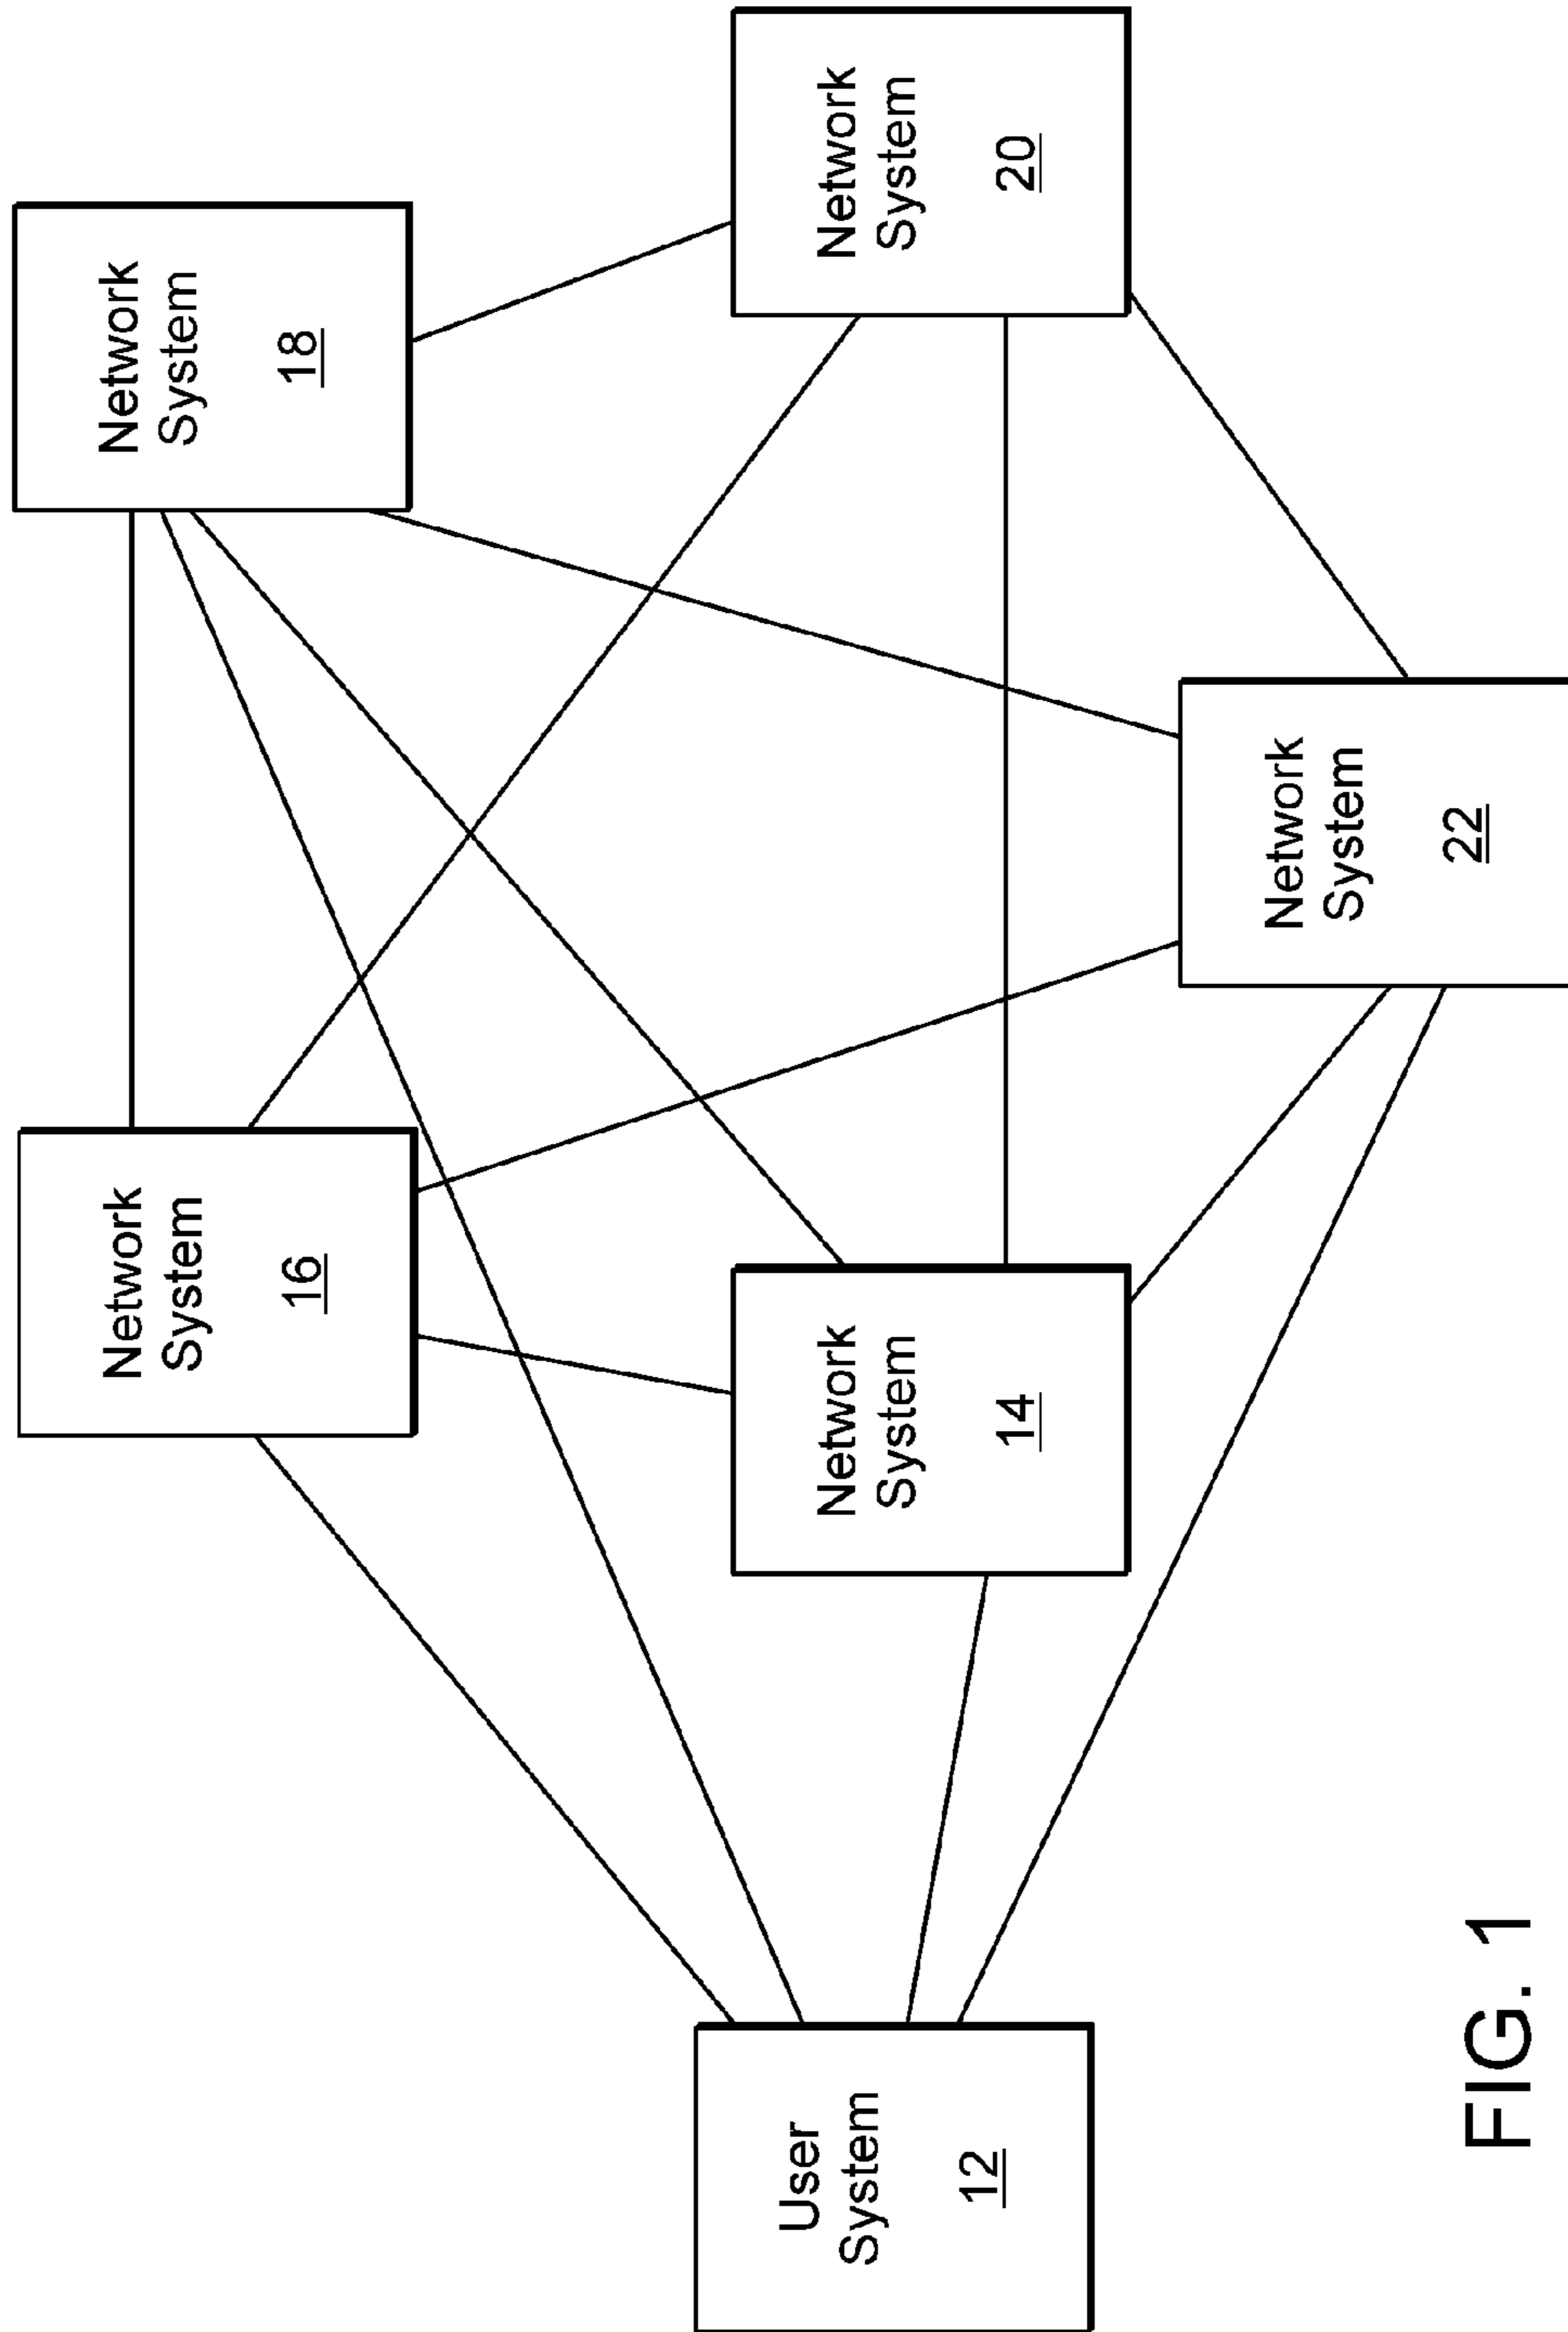 Network
System
18
Network
System
16
Network
System
20
Network
System
14
User
System
12
Network
System
22
FIG. 1